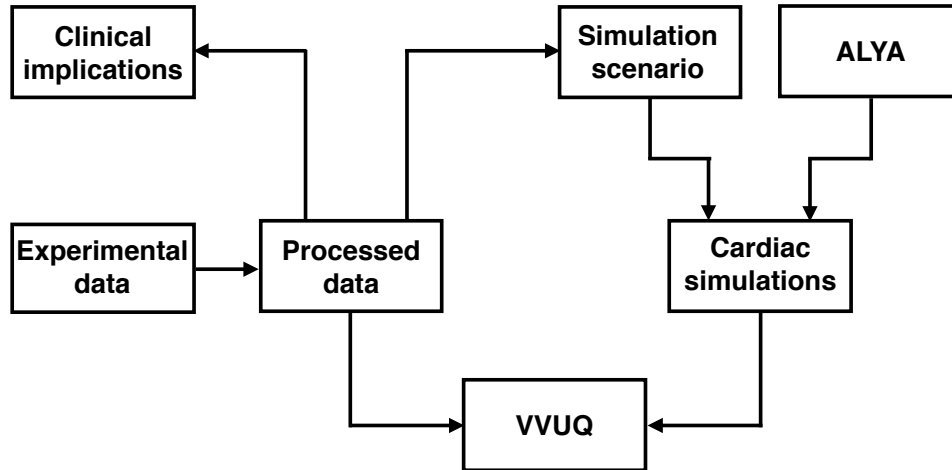 Clinical
implications
Simulation
scenario
ALYA
Experimental
data
Processed
data
Cardiac
simulations
VVUQ